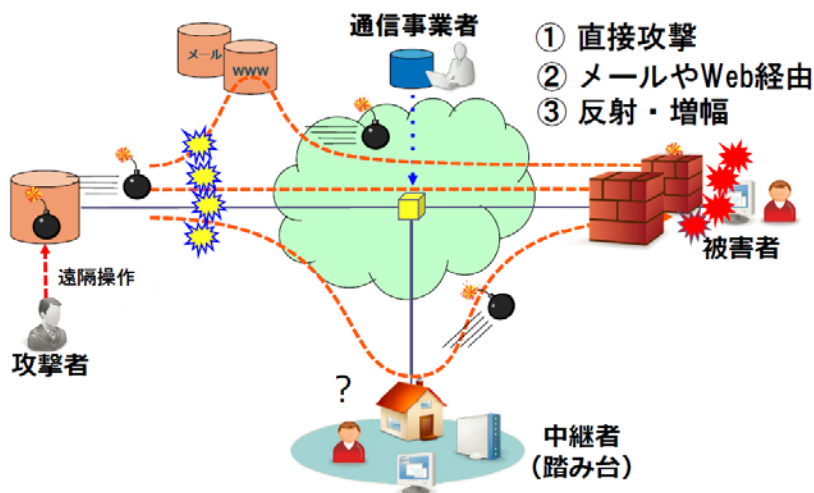 通信事業者
① 直接攻撃
② メールやWeb経由
③ 反射・増幅
メール
WWW
遠隔操作
攻撃者
被害者
?
中継者
(踏み台)